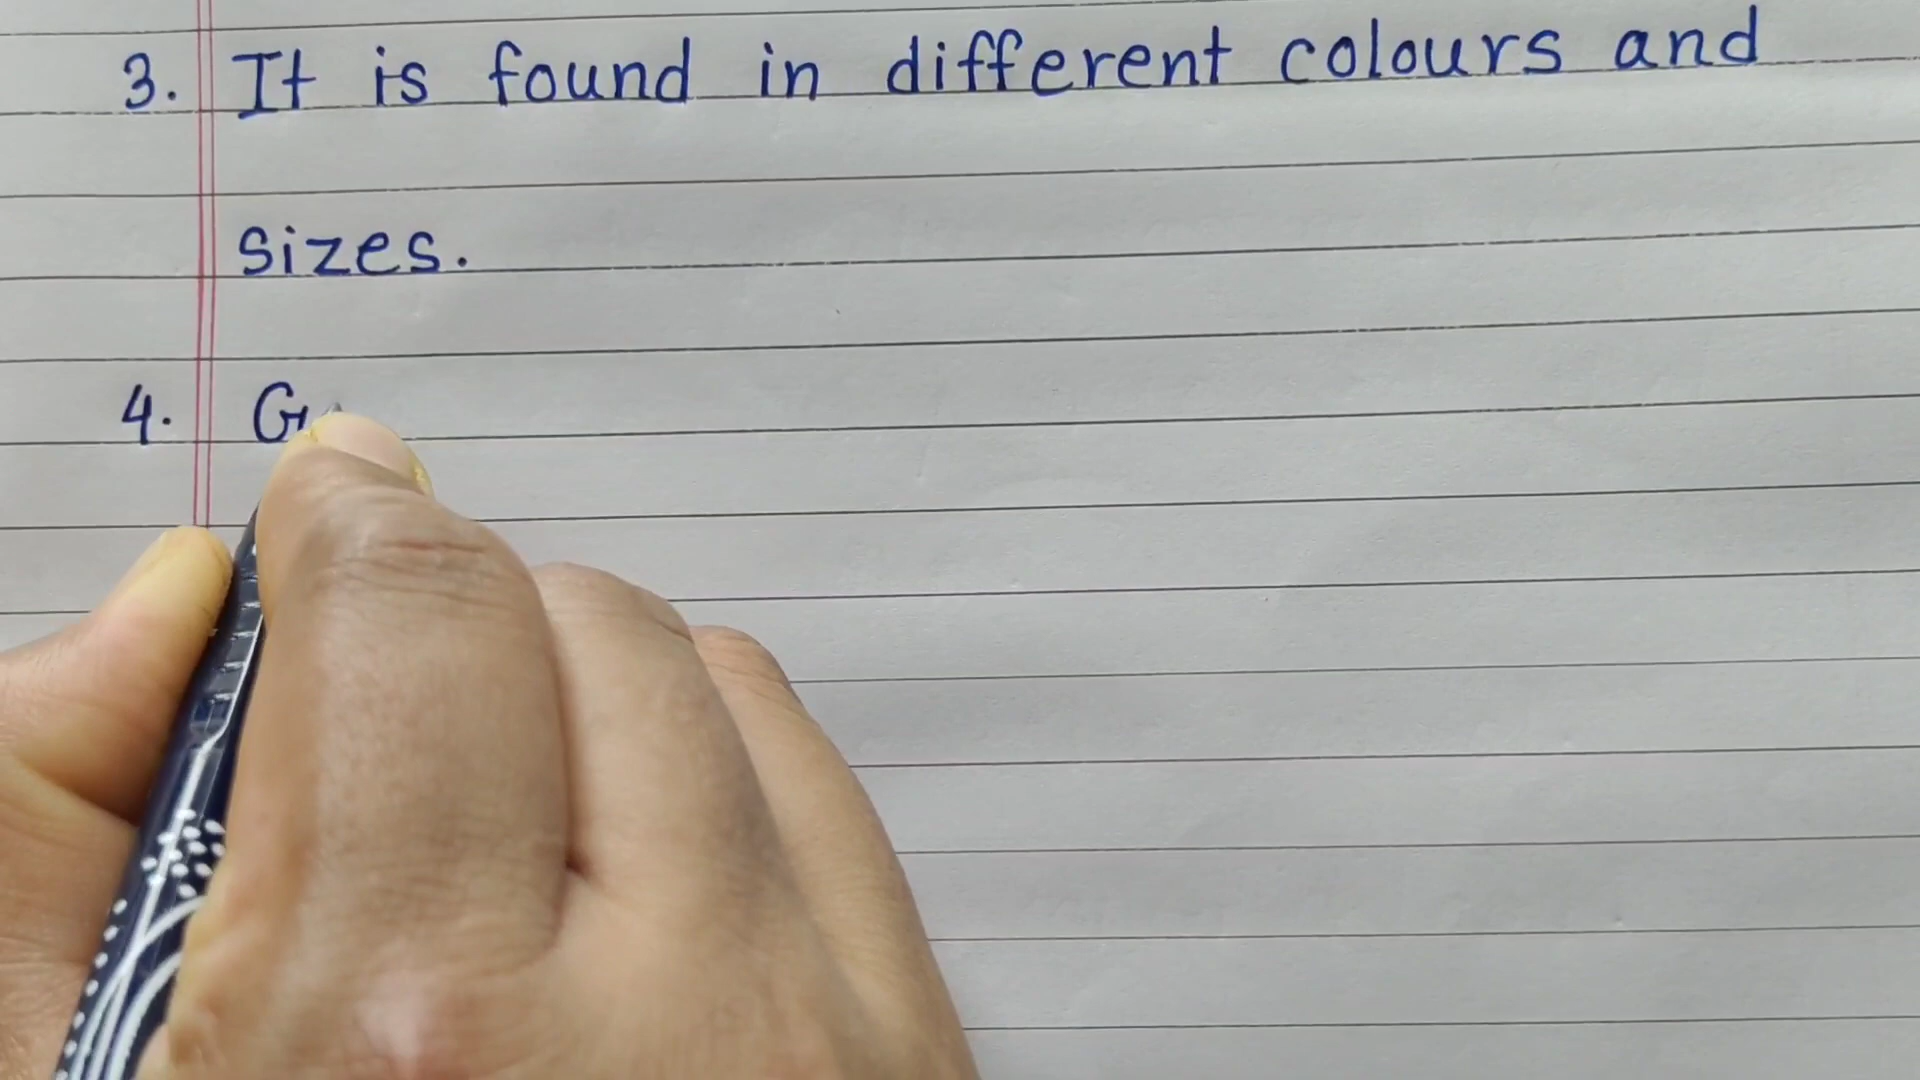 3. It is found in different colours and
sizes.
4. G